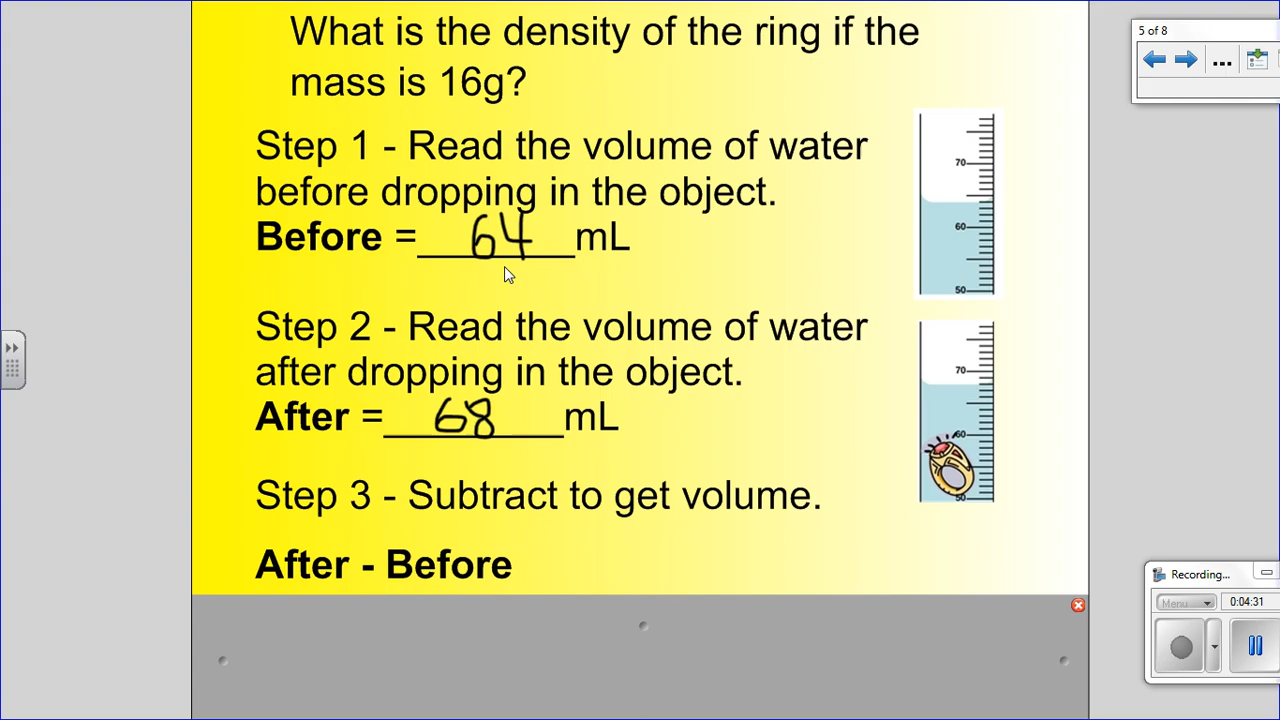 What is the density of the ring if the
mass is 16g?
Step 1 - Read the volume of water
before dropping in the object.
Before = 64 mL
Step 2 - Read the volume of water
after dropping in the object.
After = 68 mL
Step 3 - Subtract to get volume.
After - Before
70
60
50
70
60
50
5 of 8
...
Recording...
Menu
0:04:31